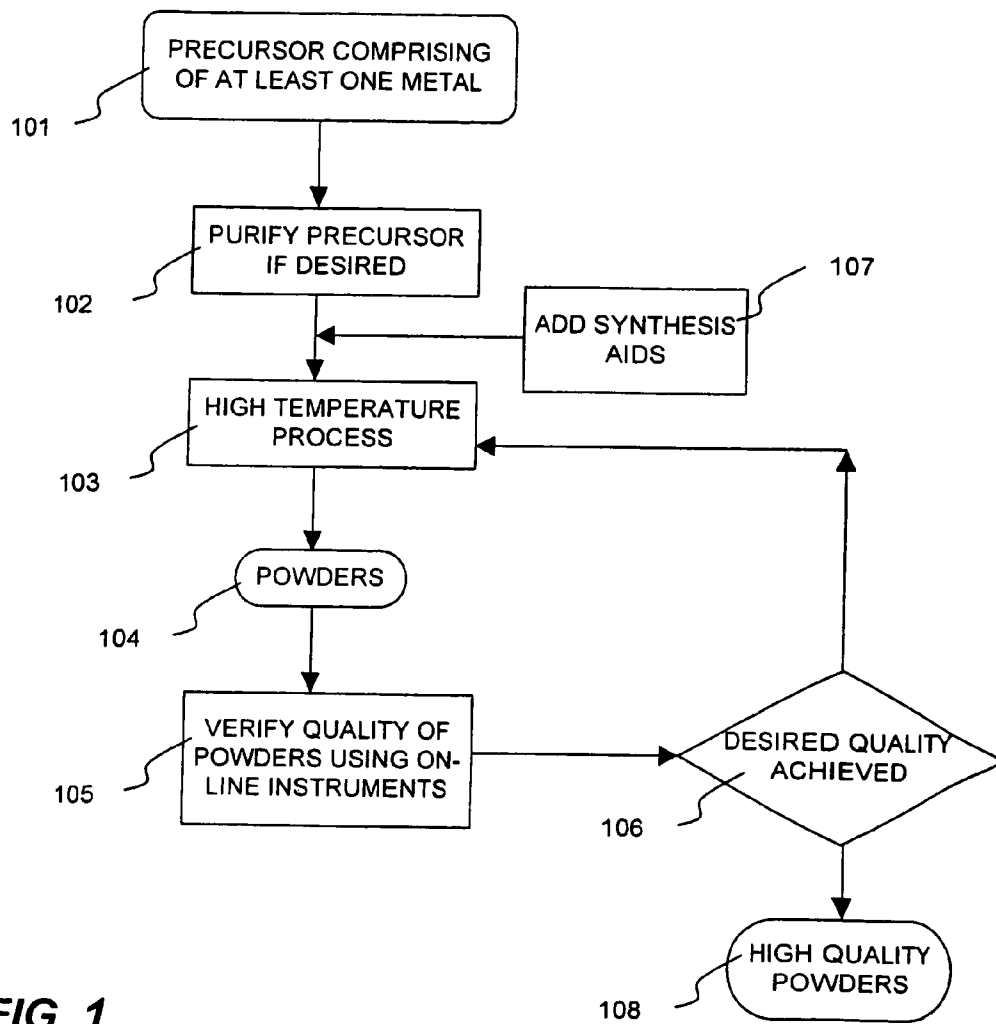 PRECURSOR COMPRISING
OF AT LEAST ONE METAL
101
PURIFY PRECURSOR
IF DESIRED
102
107
ADD SYNTHESIS
AIDS
HIGH TEMPERATURE
PROCESS
103
POWDERS
104
VERIFY QUALITY OF
POWDERS USING ON-
LINE INSTRUMENTS
105
DESIRED QUALITY
ACHIEVED
106
HIGH QUALITY
POWDERS
108
FIG. 1